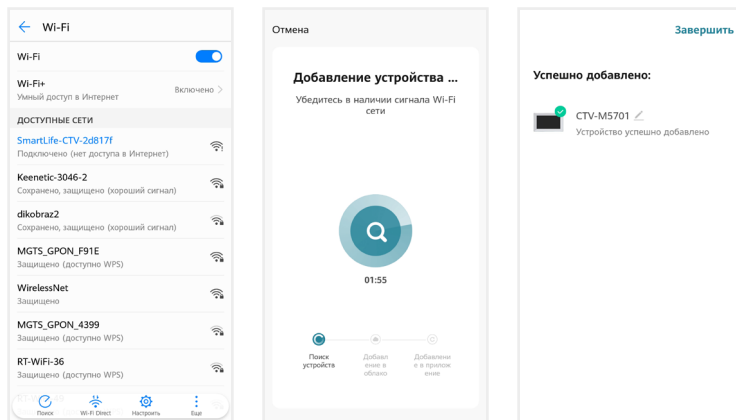 Wi-Fi
Wi-Fi
Wi-Fi+
Умный доступ в Интернет
Включено
ДОСТУПНЫЕ СЕТИ
SmartLife-CTV-2d817f
Подключено (нет доступа в Интернет)
Keenetic-3046-2
Сохранено, защищено (хороший сигнал)
dikobraz2
Сохранено, защищено (хороший сигнал)
MGTS_GPON_F91E
Защищено (доступно WPS)
WirelessNet
Защищено
MGTS_GPON_4399
Защищено (доступно WPS)
RT-WiFi-36
Защищено (доступно WPS)
Поиск
Wi-Fi Direct
Настроить
Еще
Отмена
Добавление устройства ...
Убедитесь в наличии сигнала Wi-Fi
сети
01:55
Поиск
устройств
Добавл
ение в
облако
Добавлени
е в прилож
ение
Завершить
Успешно добавлено:
CTV-M5701
Устройство успешно добавлено